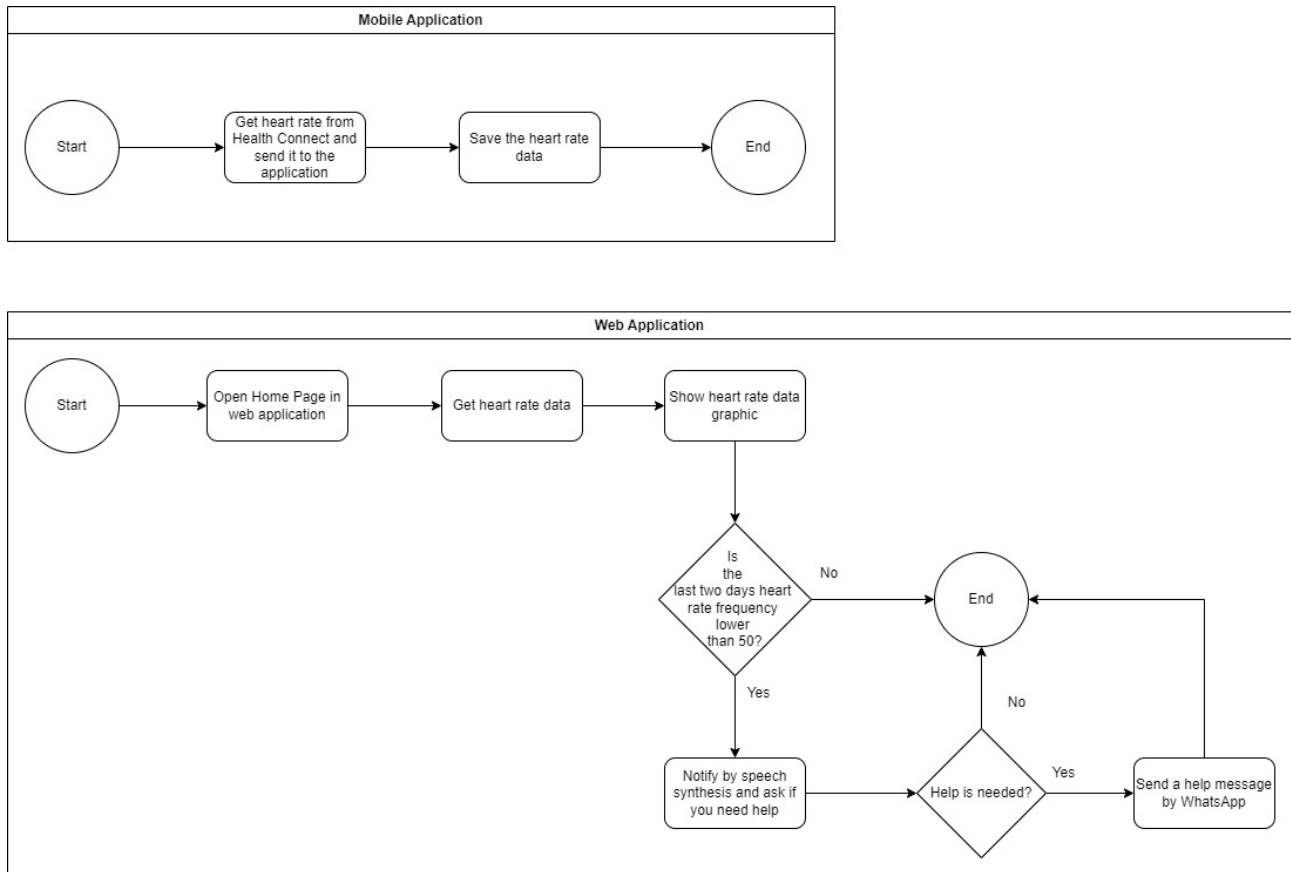 Mobile Application
Start
Get heart rate from
Health Connect and
send it to the
application
Save the heart rate
data
End
Web Application
Start
Open Home Page in
web application
Get heart rate data
Show heart rate data
graphic
Is
the
last two days heart
rate frequency
lower
than 50?
No
End
Yes
Notify by speech
synthesis and ask if
you need help
Help is needed?
No
Yes
Send a help message
by WhatsApp